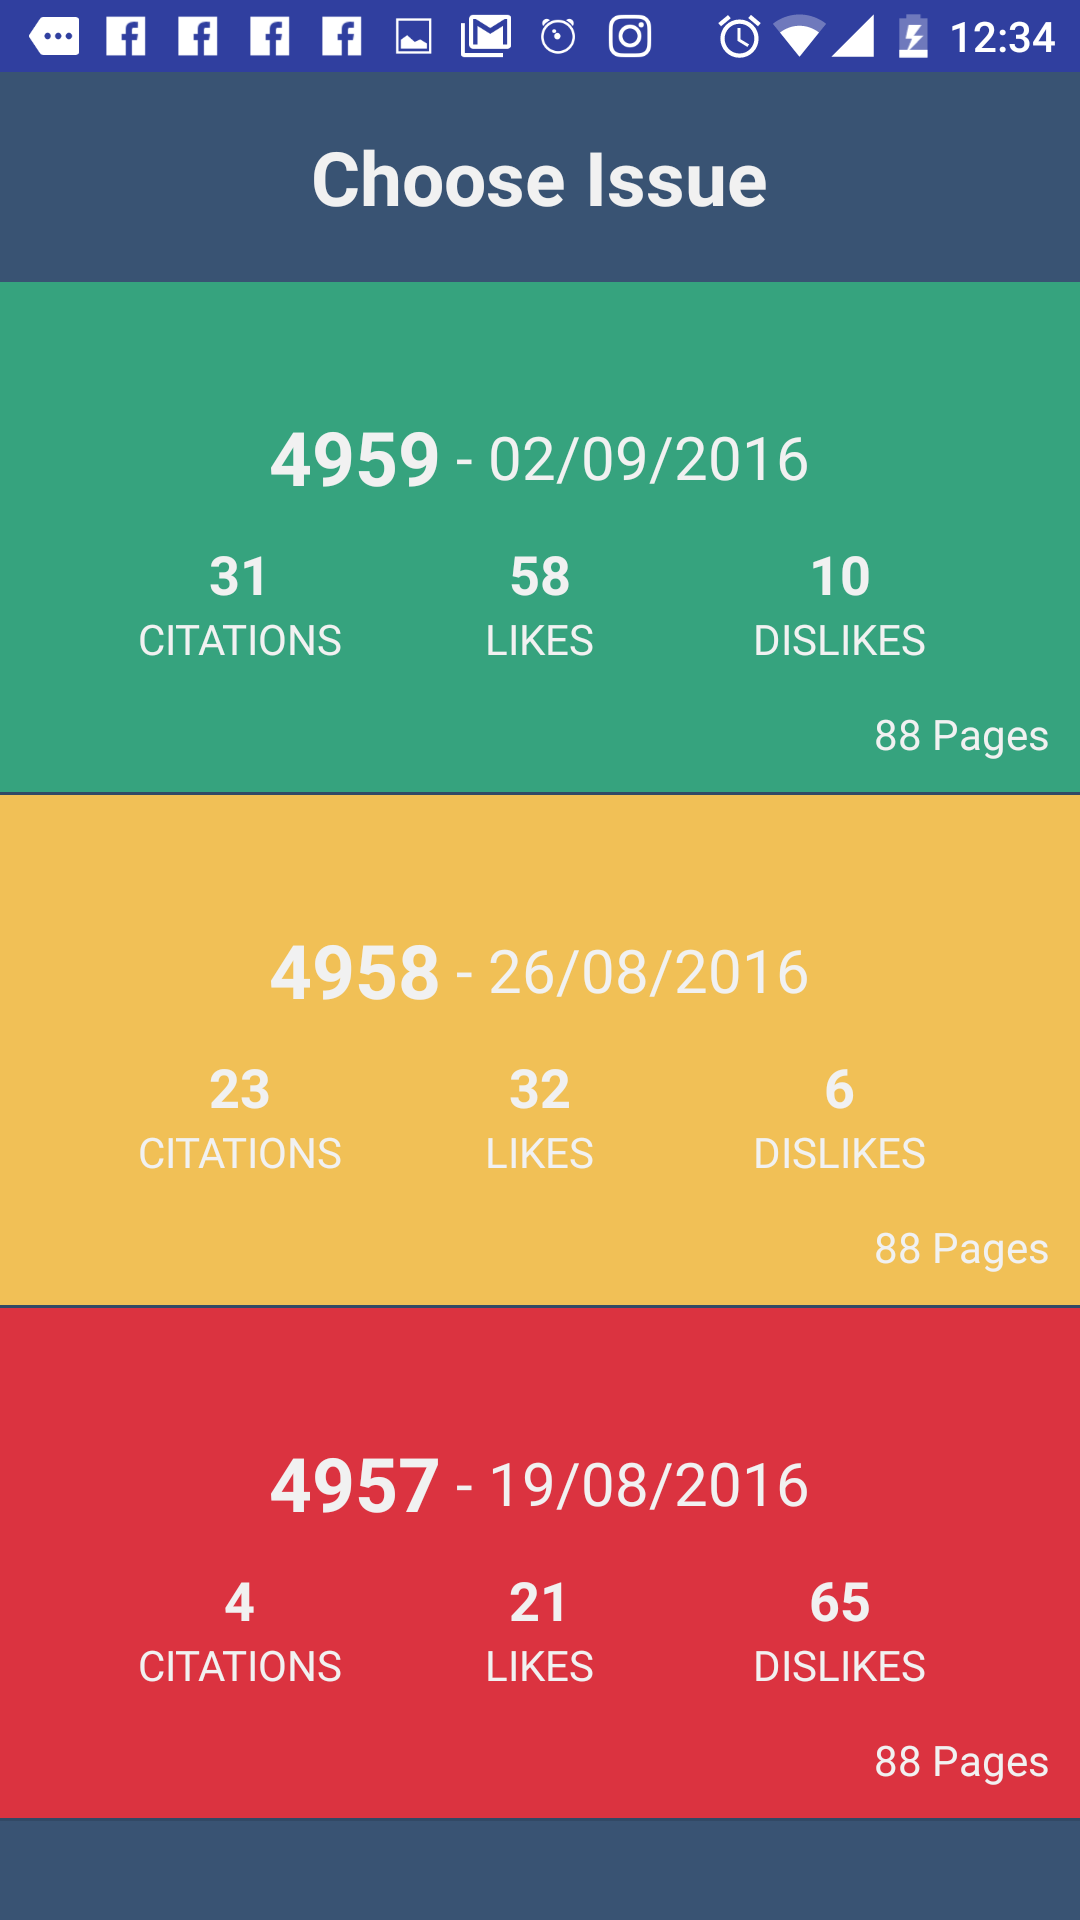 12:34
Choose Issue
4959 - 02/09/2016
31 58 10
CITATIONS LIKES DISLIKES
88 Pages
4958 - 26/08/2016
23 32 6
CITATIONS LIKES DISLIKES
88 Pages
4957 - 19/08/2016
4 21 65
CITATIONS LIKES DISLIKES
88 Pages